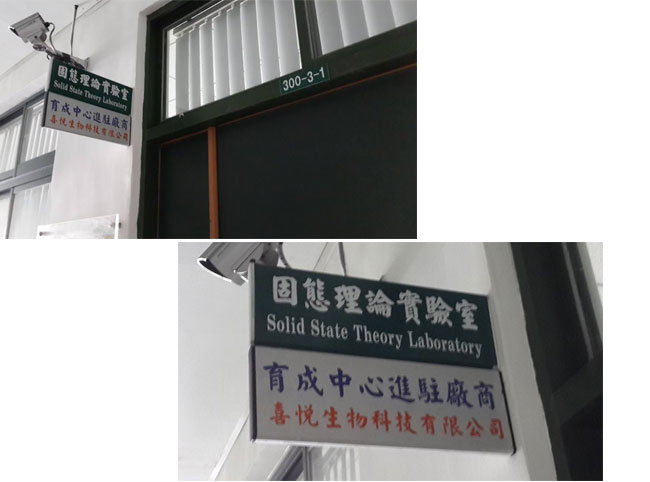 固態理論實驗室
Solid State Theory Laboratory
育成中心進駐廠商
喜悦生物科技有限公司
300-3-1
固態理論實驗室
Solid State Theory Laboratory
育成中心進駐廠商
喜悦生物科技有限公司